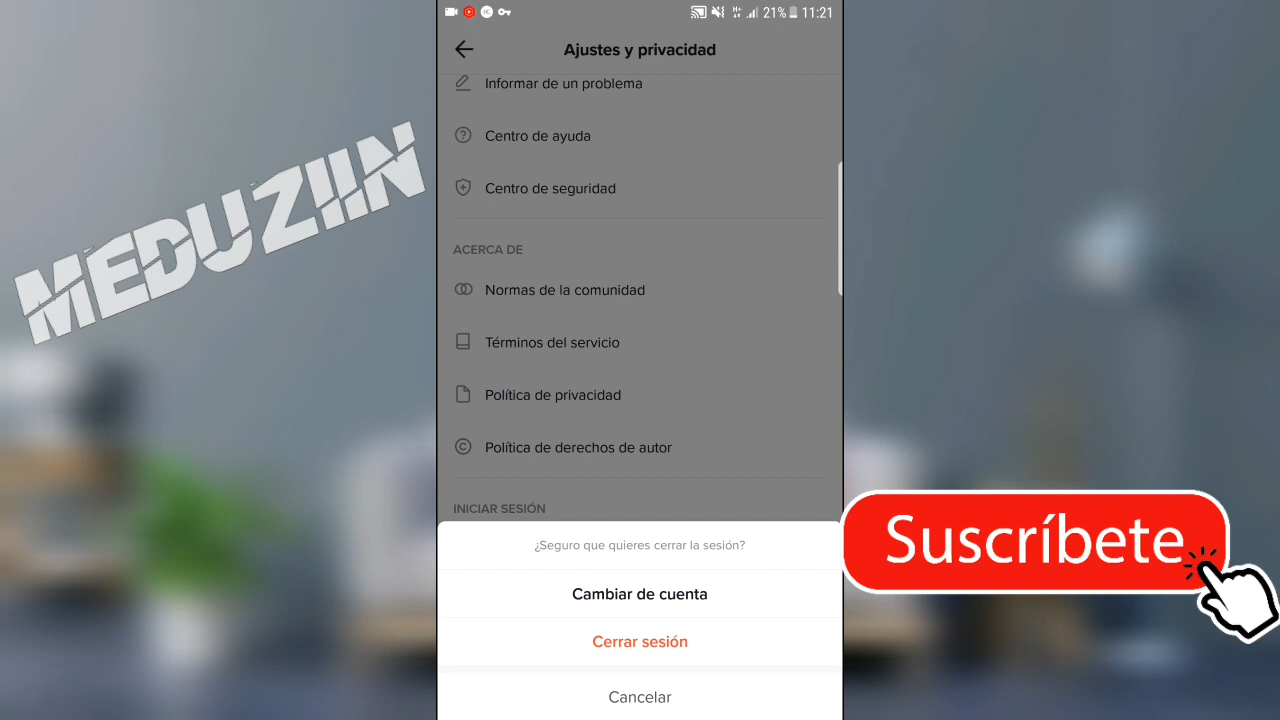 21% 11:21
Ajustes y privacidad
Informar de un problema
Centro de ayuda
Centro de seguridad
ACERCA DE
Normas de la comunidad
Términos del servicio
Política de privacidad
Política de derechos de autor
INICIAR SESIÓN
¿Seguro que quieres cerrar la sesión?
Cambiar de cuenta
Cerrar sesión
Cancelar
MEDUZIIN
Suscríbete